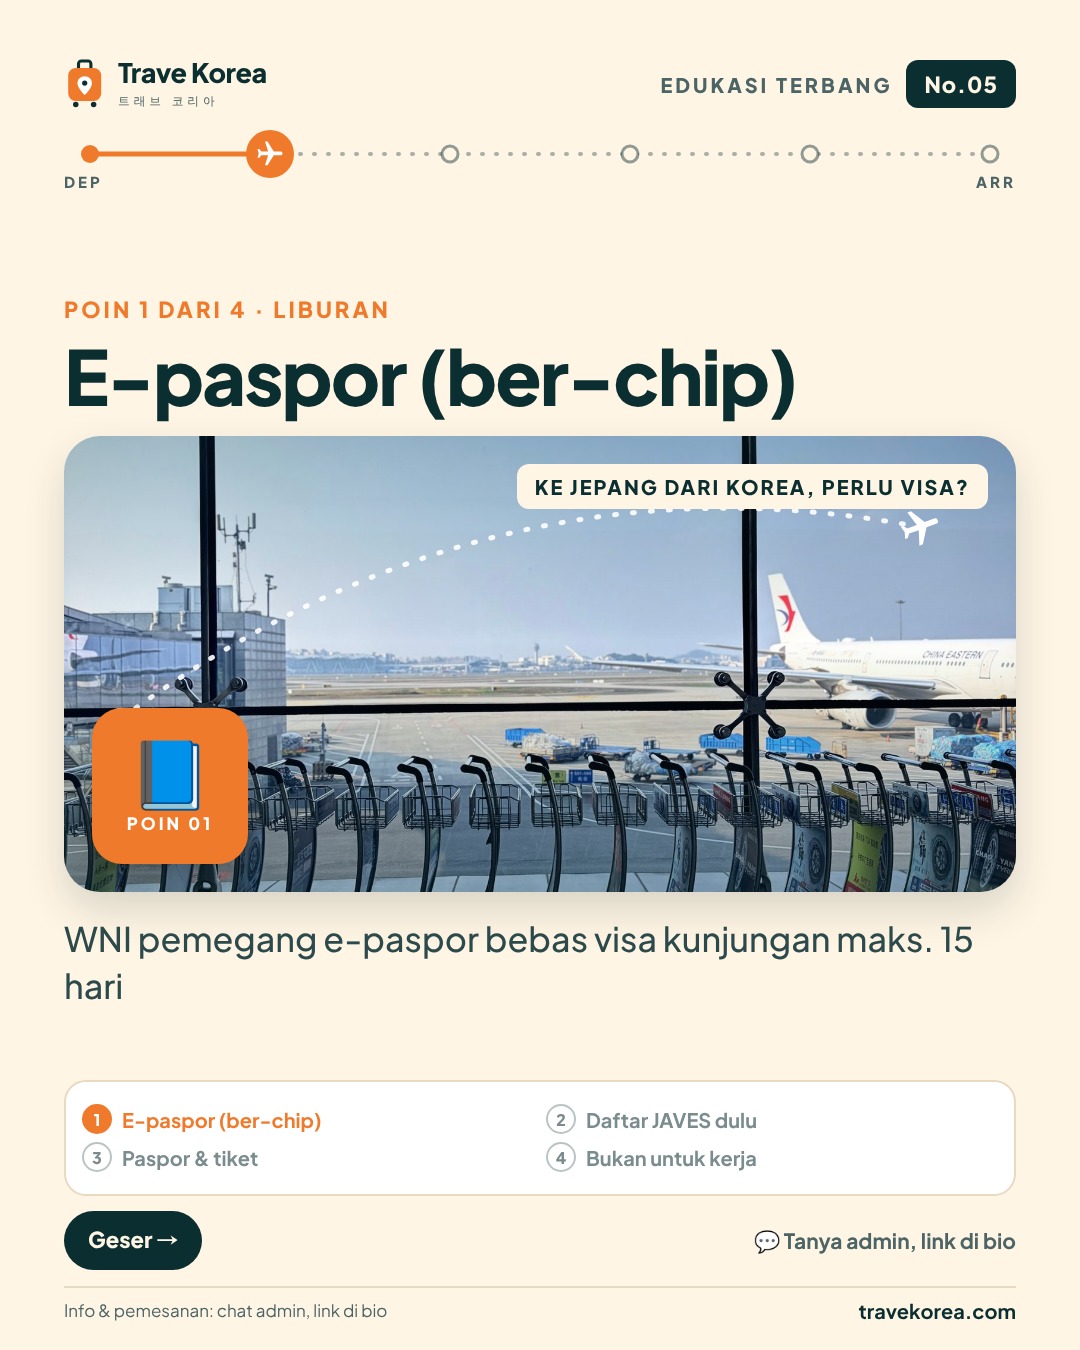 Trave Korea
트래브 코리아
EDUKASI TERBANG
No.05
DEP
ARR
POIN 1 DARI 4 · LIBURAN
E-paspor (ber-chip)
KE JEPANG DARI KOREA, PERLU VISA?
CHINA EASTERN
POIN 01
WNI pemegang e-paspor bebas visa kunjungan maks. 15
hari
1 E-paspor (ber-chip)
2 Daftar JAVES dulu
3 Paspor & tiket
4 Bukan untuk kerja
Geser →
💬 Tanya admin, link di bio
Info & pemesanan: chat admin, link di bio
travekorea.com